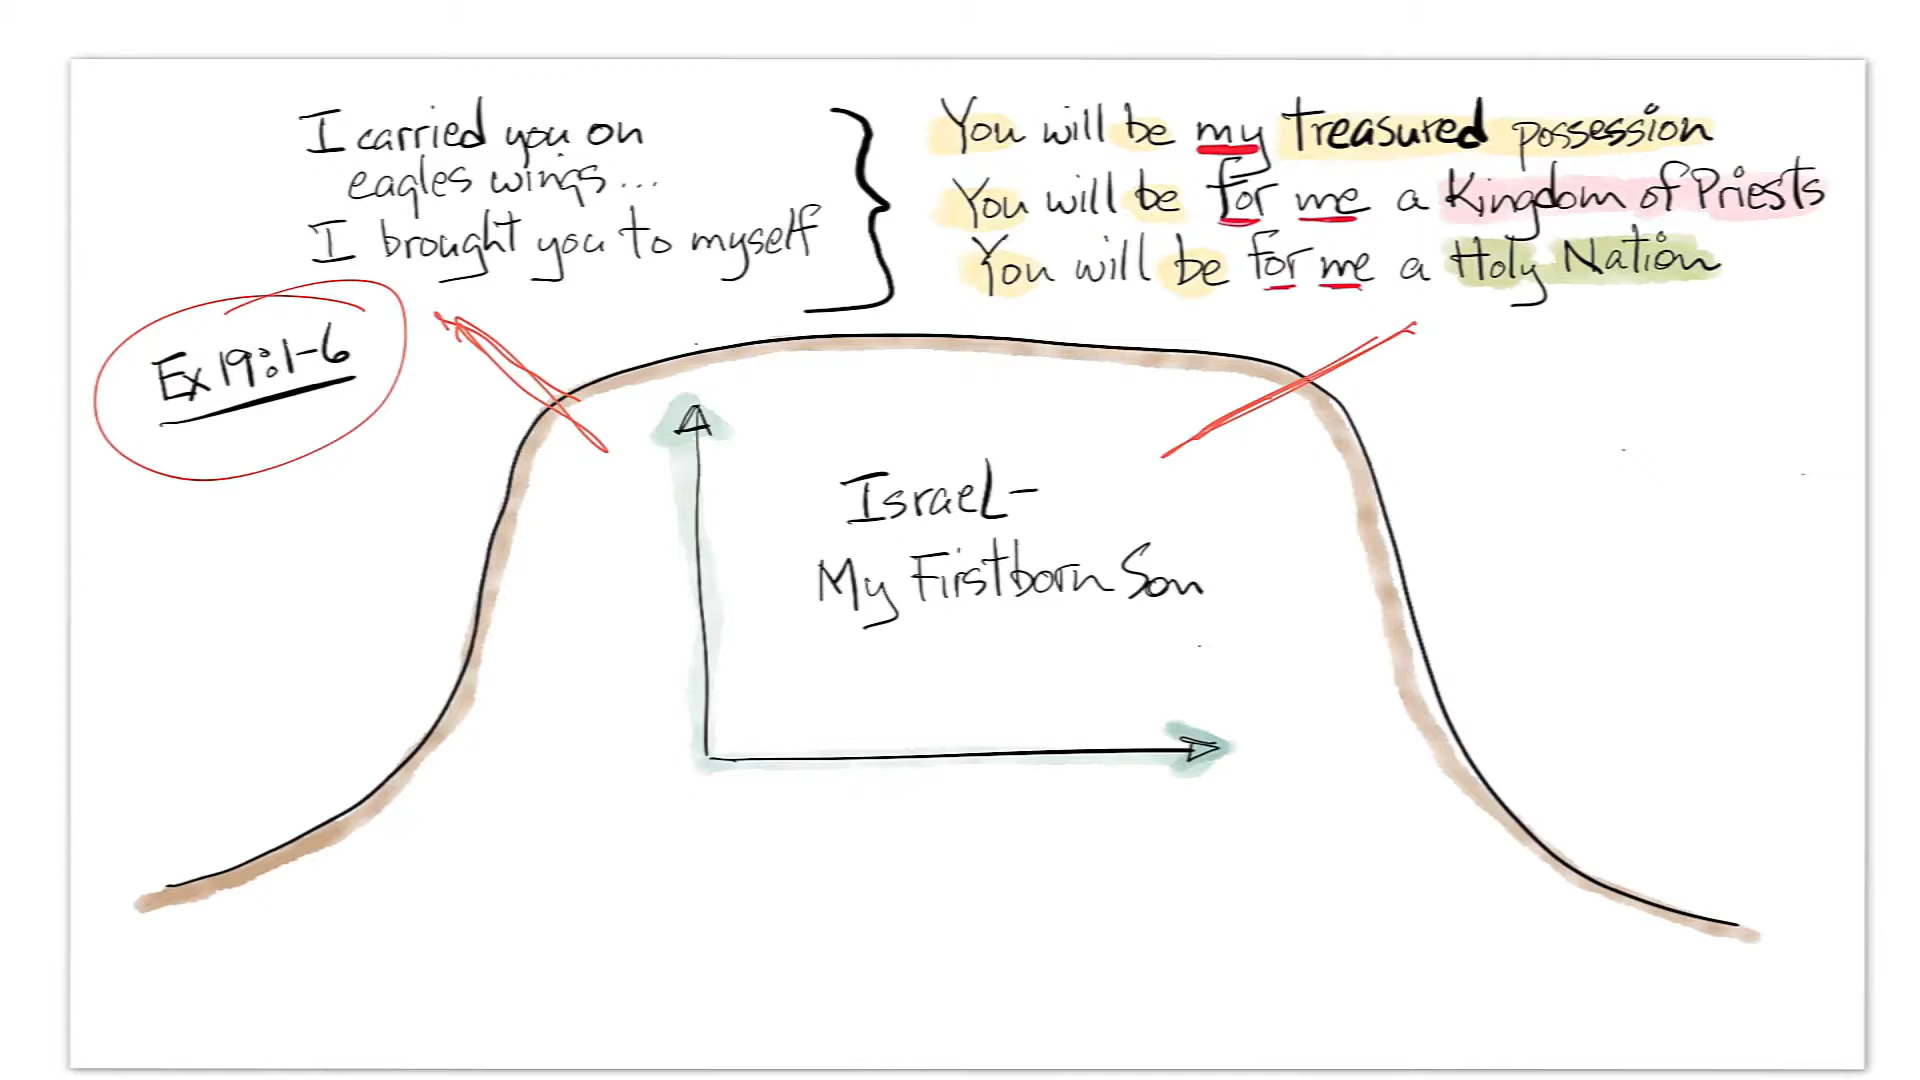 I carried you on
eagles wings...
I brought you to myself
You will be my treasured possession
You will be for me a Kingdom of Priests
You will be for me a Holy Nation
Ex 19:1-6
Israel-
My Firstborn Son